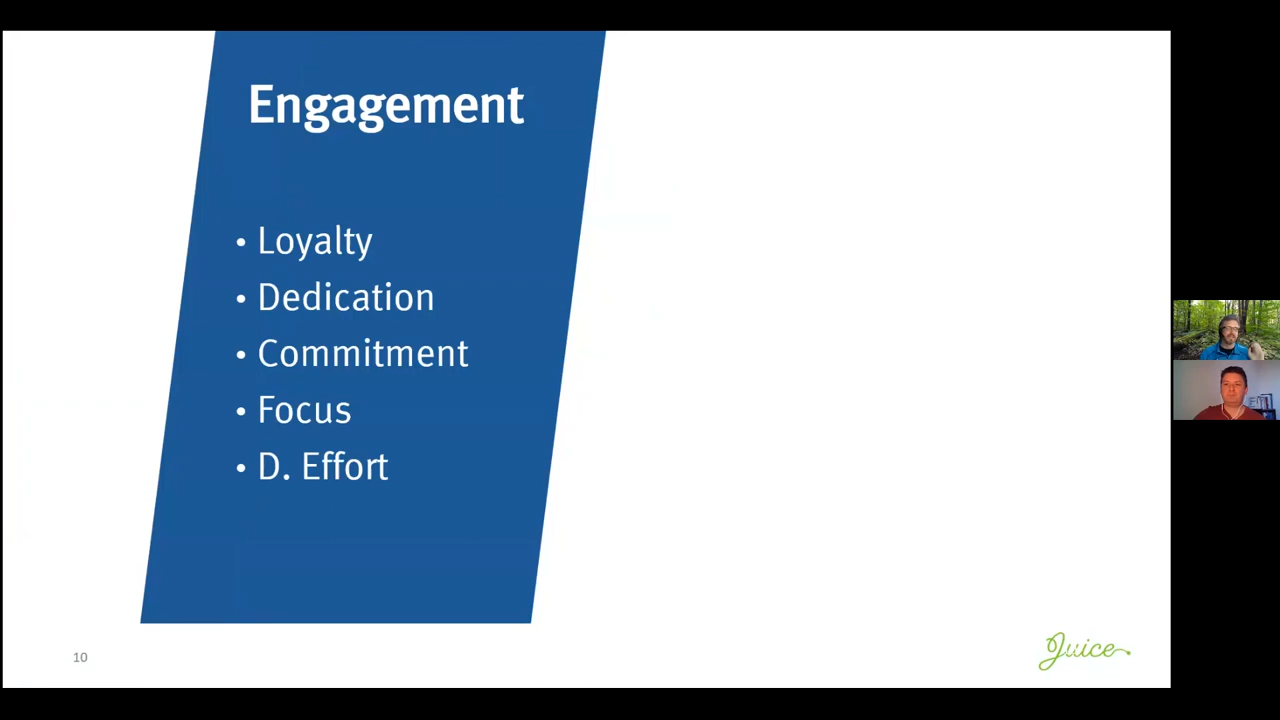 Engagement
• Loyalty
• Dedication
• Commitment
• Focus
• D. Effort
10
Juice